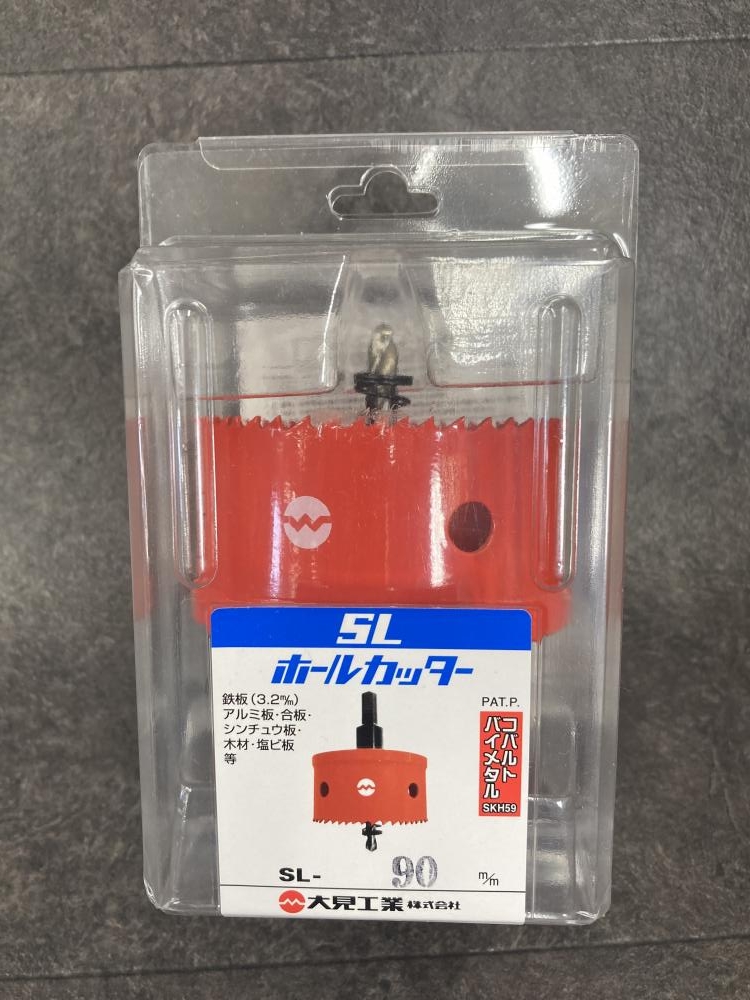 SL
ホールカッター
鉄板(3.2㎜)
アルミ板・合板・
シンチュウ板・
木材・塩ビ板
等
PAT.P.
コバルト
バイメタル
SKH59
SL- 90 m/m
大見工業株式会社